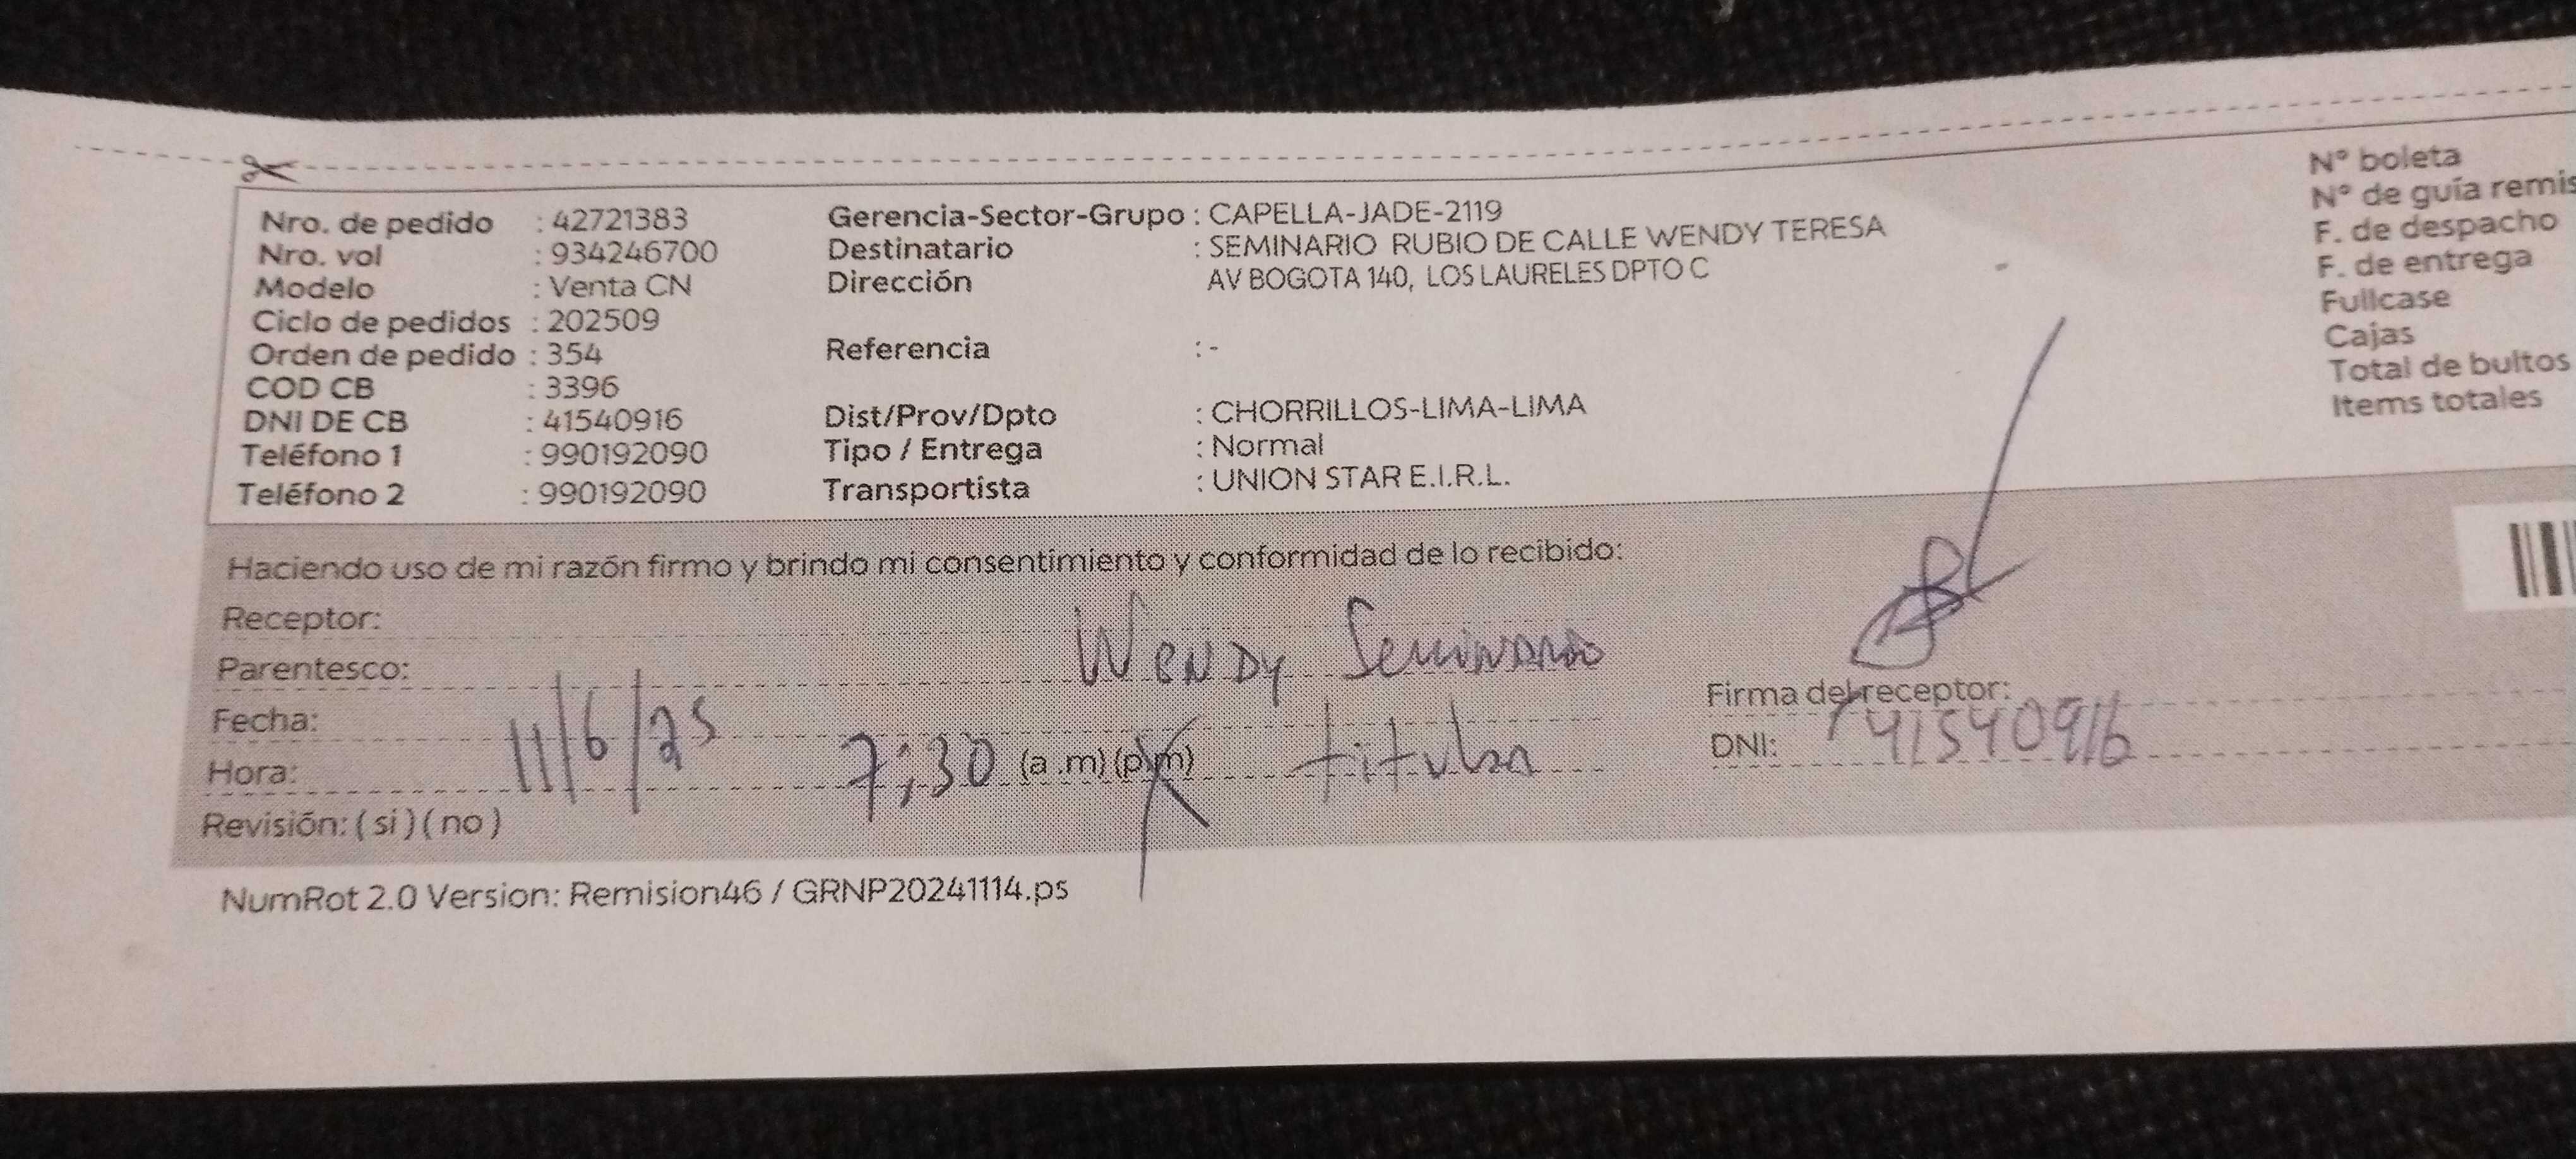 Nro. de pedido : 42721383
Nro. vol : 934246700
Modelo : Venta CN
Ciclo de pedidos : 202509
Orden de pedido : 354
COD CB : 3396
DNI DE CB : 41540916
Teléfono 1 : 990192090
Teléfono 2 : 990192090
Gerencia-Sector-Grupo : CAPELLA-JADE-2119
Destinatario : SEMINARIO RUBIO DE CALLE WENDY TERESA
Dirección AV BOGOTA 140, LOS LAURELES DPTO C
Referencia : -
Dist/Prov/Dpto : CHORRILLOS-LIMA-LIMA
Tipo / Entrega : Normal
Transportista : UNION STAR E.I.R.L.
N° boleta
N° de guía remis
F. de despacho
F. de entrega
Fullcase
Cajas
Total de bultos
Items totales
Haciendo uso de mi razón firmo y brindo mi consentimiento y conformidad de lo recibido:
Receptor: Wendy Seminario
Parentesco: titular
Fecha: 11/6/25
Hora: 7:30 (a .m) (p.m)
Revisión: ( si ) ( no )
Firma del receptor:
DNI: 41540916
NumRot 2.0 Version: Remision46 / GRNP20241114.ps